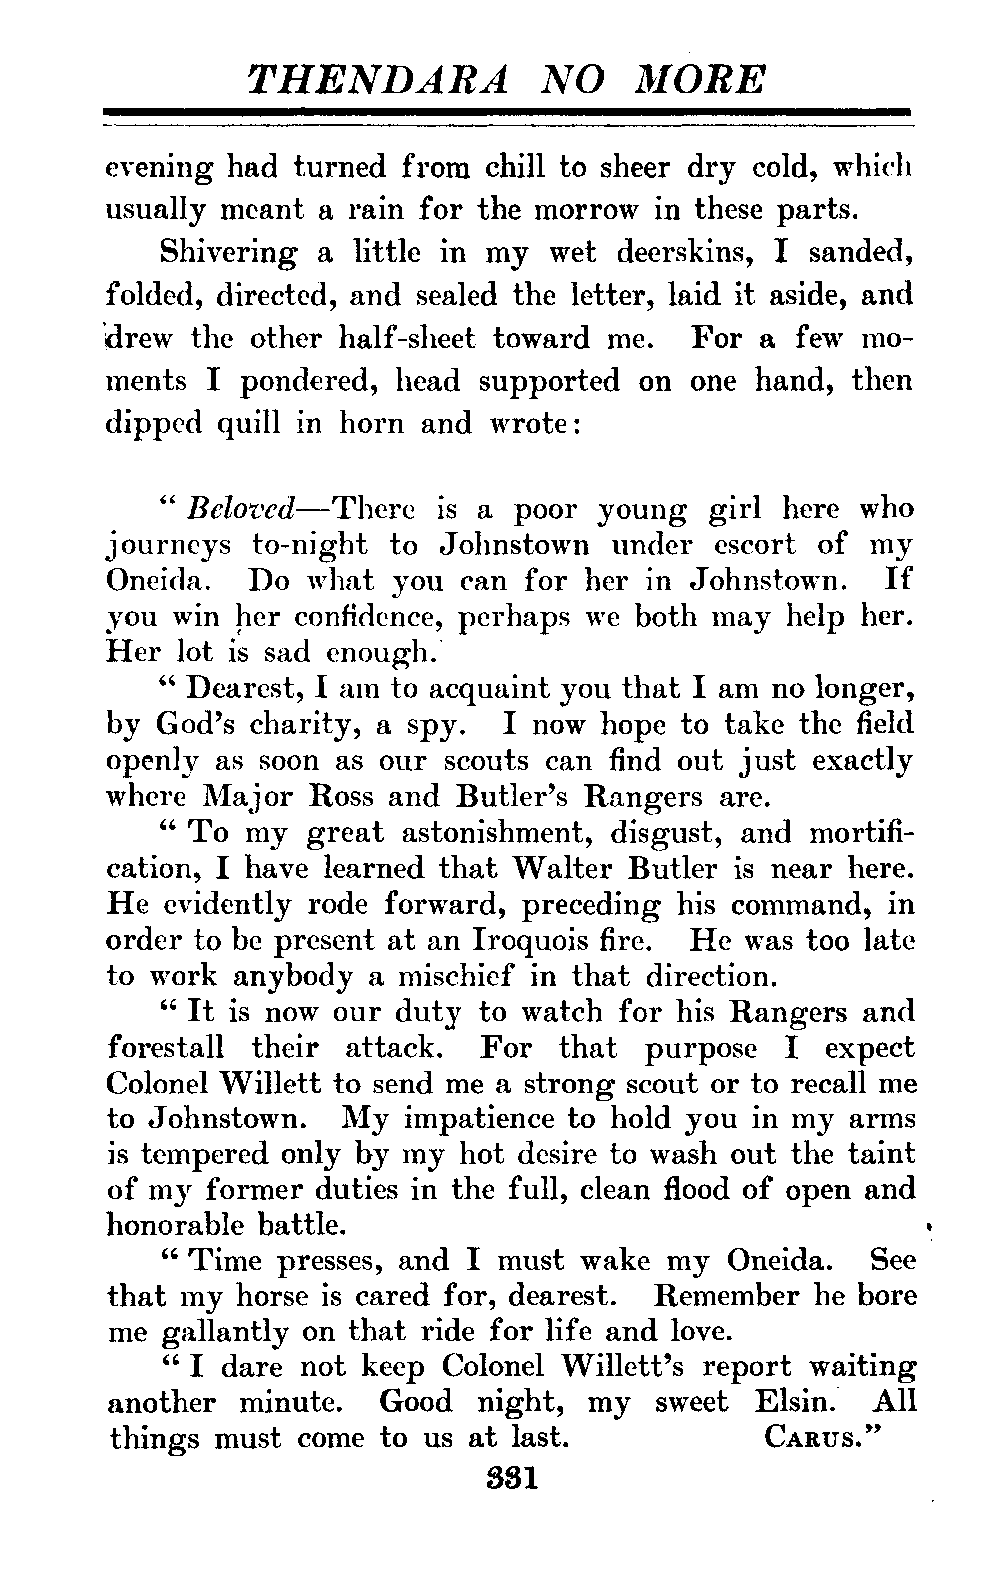 THENDARA NO MORE
evening had turned from chill to sheer dry cold, which
usually meant a rain for the morrow in these parts.
Shivering a little in my wet deerskins, I sanded,
folded, directed, and sealed the letter, laid it aside, and
drew the other half-sheet toward me. For a few mo-
ments I pondered, head supported on one hand, then
dipped quill in horn and wrote:
“ Beloved—There is a poor young girl here who
journeys to-night to Johnstown under escort of my
Oneida. Do what you can for her in Johnstown. If
you win her confidence, perhaps we both may help her.
Her lot is sad enough.
“ Dearest, I am to acquaint you that I am no longer,
by God’s charity, a spy. I now hope to take the field
openly as soon as our scouts can find out just exactly
where Major Ross and Butler’s Rangers are.
“ To my great astonishment, disgust, and mortifi-
cation, I have learned that Walter Butler is near here.
He evidently rode forward, preceding his command, in
order to be present at an Iroquois fire. He was too late
to work anybody a mischief in that direction.
“ It is now our duty to watch for his Rangers and
forestall their attack. For that purpose I expect
Colonel Willett to send me a strong scout or to recall me
to Johnstown. My impatience to hold you in my arms
is tempered only by my hot desire to wash out the taint
of my former duties in the full, clean flood of open and
honorable battle.
“ Time presses, and I must wake my Oneida. See
that my horse is cared for, dearest. Remember he bore
me gallantly on that ride for life and love.
“ I dare not keep Colonel Willett’s report waiting
another minute. Good night, my sweet Elsin. All
things must come to us at last. CARUS.”
331